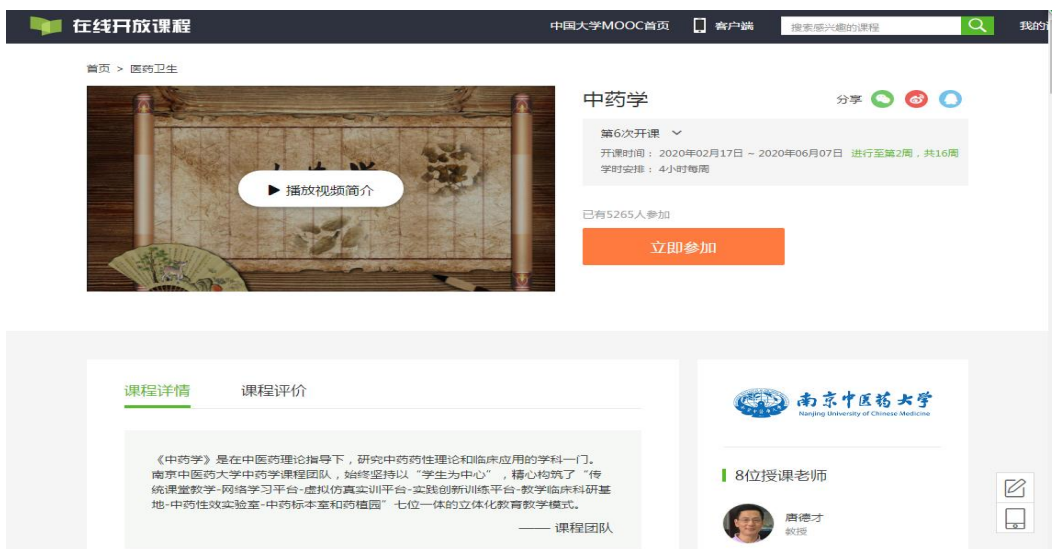 在线开放课程
中国大学MOOC首页
客户端
搜索感兴趣的课程
我的
首页 > 医药卫生
播放视频简介
中药学
分享
第6次开课
开课时间： 2020年02月17日 ~ 2020年06月07日 进行至第2周，共16周
学时安排： 4小时每周
已有5265人参加
立即参加
课程详情
课程评价
《中药学》是在中医药理论指导下，研究中药药性理论和临床应用的学科一门。
南京中医药大学中药学课程团队，始终坚持以“学生为中心”，精心构筑了“传
统课堂教学-网络学习平台-虚拟仿真实训平台-实践创新训练平台-教学临床科研基
地-中药性效实验室-中药标本室和药植园”七位一体的立体化教育教学模式。
—— 课程团队
南京中医药大学
Nanjing University of Chinese Medicine
8位授课老师
唐德才
教授